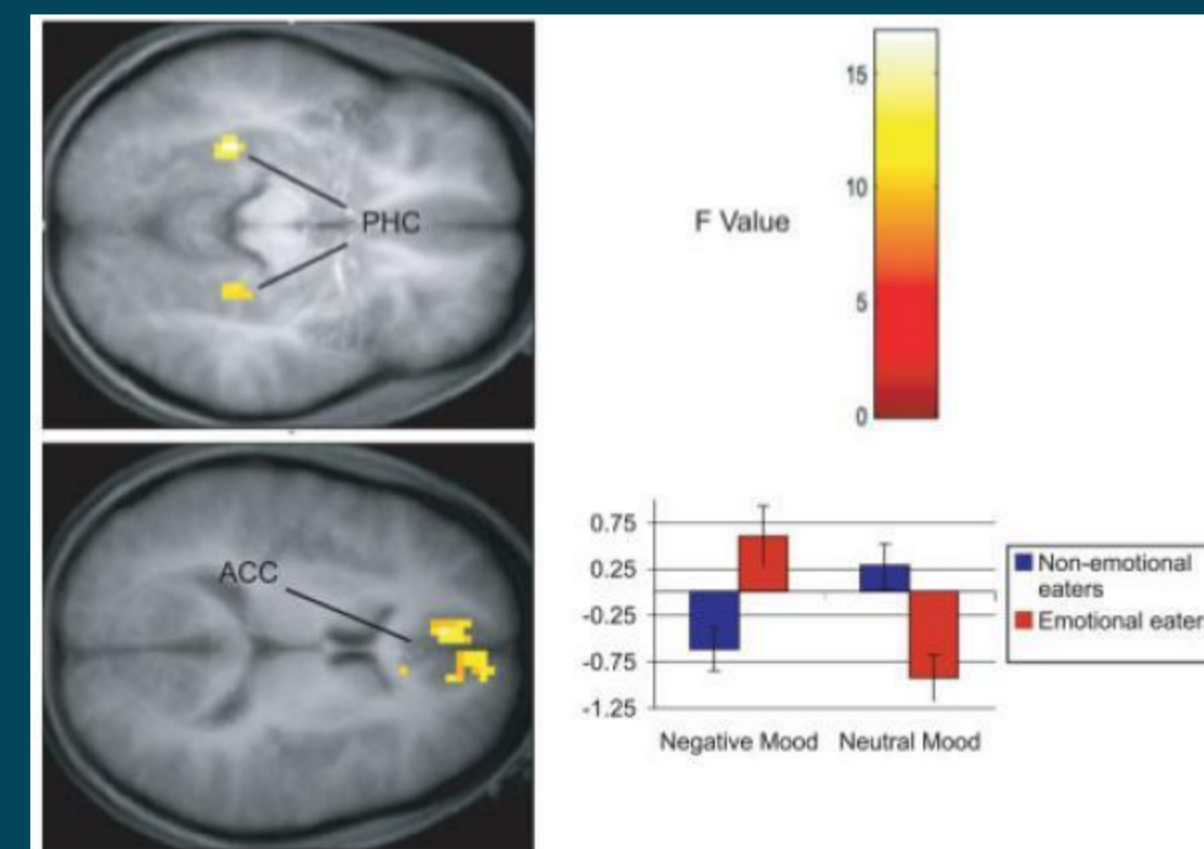 PHC
F Value
15
10
5
0
ACC
0.75
0.25
-0.25
-0.75
-1.25
Negative Mood Neutral Mood
Non-emotional
eaters
Emotional eater